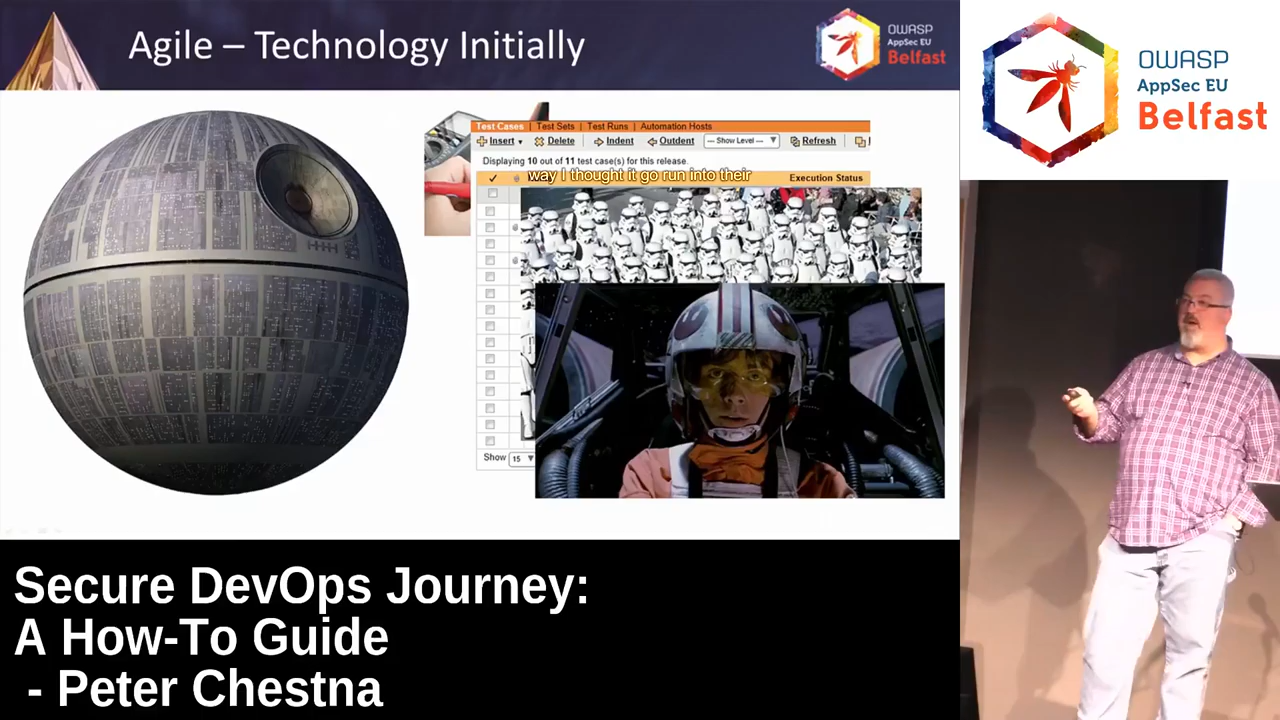 Agile – Technology Initially
OWASP
AppSec EU
Belfast
OWASP
AppSec EU
Belfast
Test Cases | Test Sets | Test Runs | Automation Hosts
Insert Delete Indent Outdent --- Show Level --- Refresh
Displaying 10 out of 11 test case(s) for this release.
way I thought it go run into their
Execution Status
Show 15
Secure DevOps Journey:
A How-To Guide
- Peter Chestna